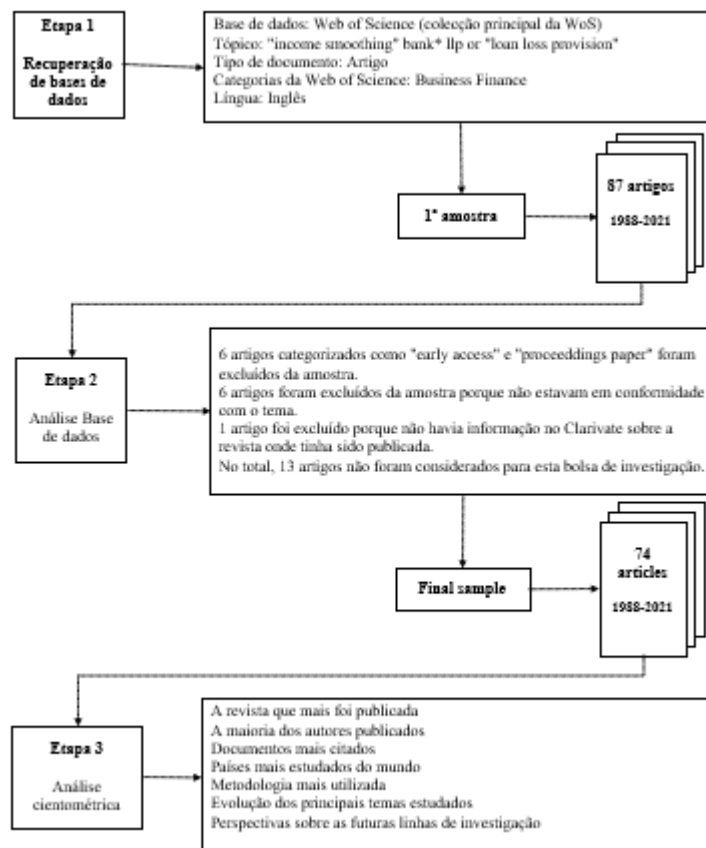 Etapa 1
Recuperação
de bases de
dados
Base de dados: Web of Science (colecção principal da WoS)
Tópico: "income smoothing" bank* llp or "loan loss provision"
Tipo de documento: Artigo
Categorias da Web of Science: Business Finance
Língua: Inglês
1ª amostra
87 artigos
1988-2021
Etapa 2
Análise Base
de dados
6 artigos categorizados como "early access" e "proceeddings paper" foram
excluídos da amostra.
6 artigos foram excluídos da amostra porque não estavam em conformidade
com o tema.
1 artigo foi excluído porque não havia informação no Clarivate sobre a
revista onde tinha sido publicada.
No total, 13 artigos não foram considerados para esta bolsa de investigação.
Final sample
74
articles
1988-2021
Etapa 3
Análise
cientométrica
A revista que mais foi publicada
A maioria dos autores publicados
Documentos mais citados
Países mais estudados do mundo
Metodologia mais utilizada
Evolução dos principais temas estudados
Perspectivas sobre as futuras linhas de investigação